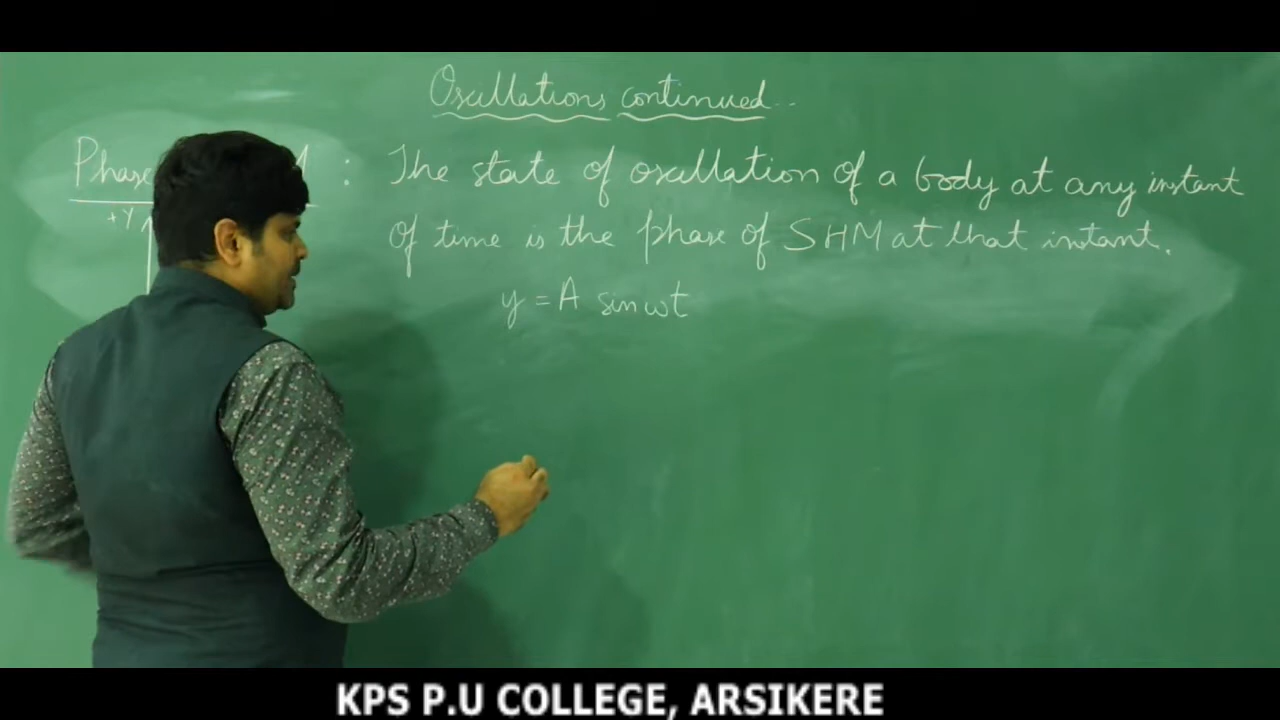 Oscillations continued...
Phase : The state of oscillation of a body at any instant
of time is the phase of SHM at that instant.
+Y
y = A sin ωt
KPS P.U COLLEGE, ARSIKERE